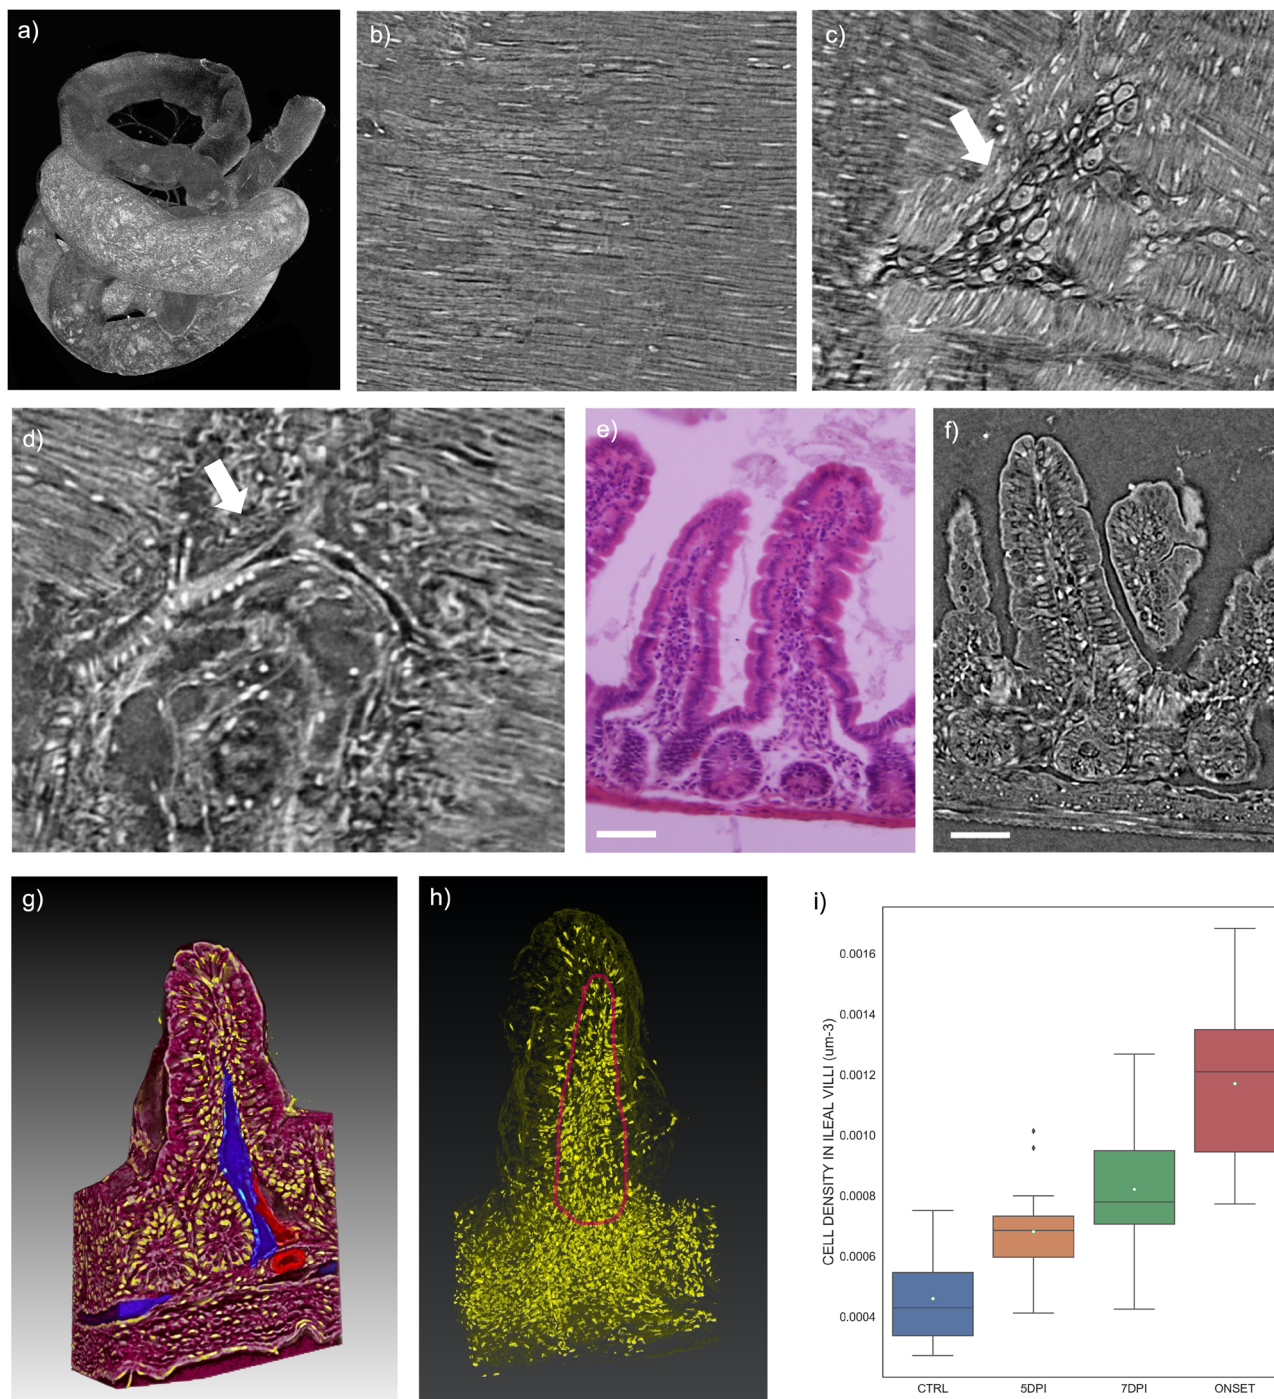 a)
b)
c)
d)
e)
f)
g)
h)
i)
CELL DENSITY IN ILEAL VILLI (um-3)
0.0016
0.0014
0.0012
0.0010
0.0008
0.0006
0.0004
CTRL
5DPI
7DPI
ONSET